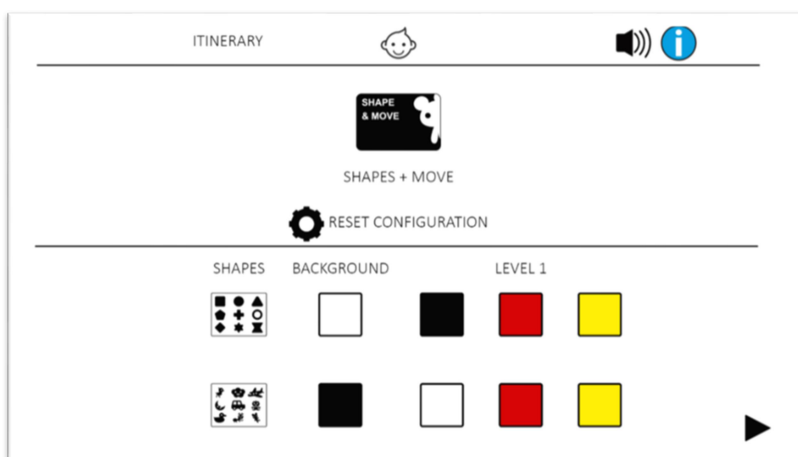 ITINERARY
SHAPE
& MOVE
SHAPES + MOVE
RESET CONFIGURATION
SHAPES BACKGROUND LEVEL 1